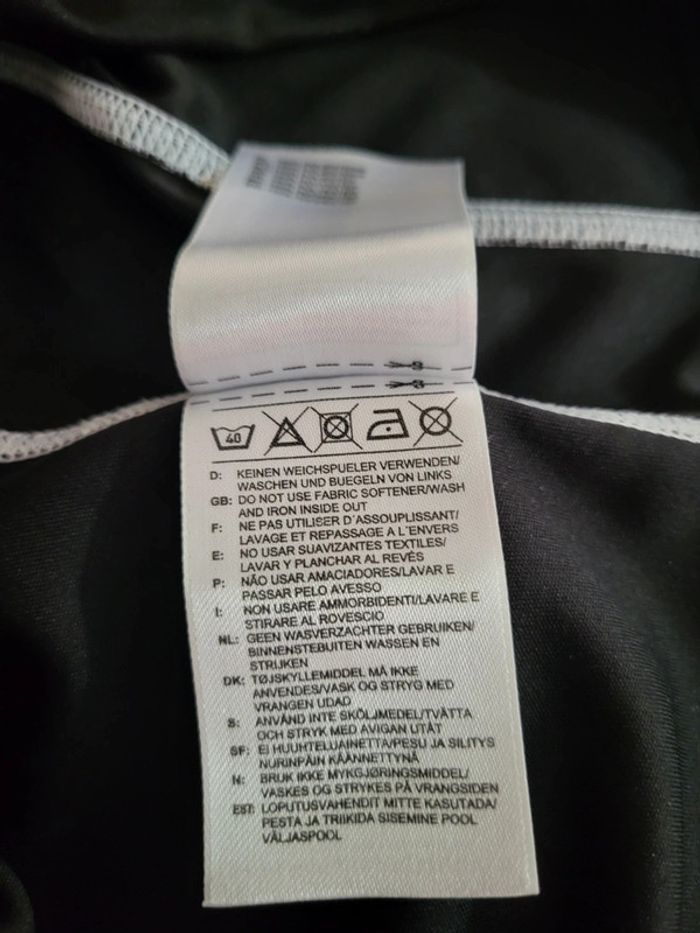 40
D: KEINEN WEICHSPUELER VERWENDEN/
WASCHEN UND BUEGELN VON LINKS
GB: DO NOT USE FABRIC SOFTENER/WASH
AND IRON INSIDE OUT
F: NE PAS UTILISER D'ASSOUPLISSANT/
LAVAGE ET REPASSAGE A L'ENVERS
E: NO USAR SUAVIZANTES TEXTILES/
LAVAR Y PLANCHAR AL REVÉS
P: NÃO USAR AMACIADORES/LAVAR E
PASSAR PELO AVESSO
I: NON USARE AMMORBIDENTI/LAVARE E
STIRARE AL ROVESCIO
NL: GEEN WASVERZACHTER GEBRUIKEN/
BINNENSTEBUITEN WASSEN EN
STRIJKEN
DK: TØJSKYLLEMIDDEL MÅ IKKE
ANVENDES/VASK OG STRYG MED
VRANGEN UDAD
S: ANVÄND INTE SKÖLJMEDEL/TVÄTTA
OCH STRYK MED AVIGAN UTÅT
SF: EI HUUHTELUAINETTA/PESU JA SILITYS
NURINPÄIN KÄÄNNETTYNÄ
N: BRUK IKKE MYKGJØRINGSMIDDEL/
VASKES OG STRYKES PÅ VRANGSIDEN
EST: LOPUTUSVAHENDIT MITTE KASUTADA/
PESTA JA TRIIKIDA SISEMINE POOL
VÄLJASPOOL